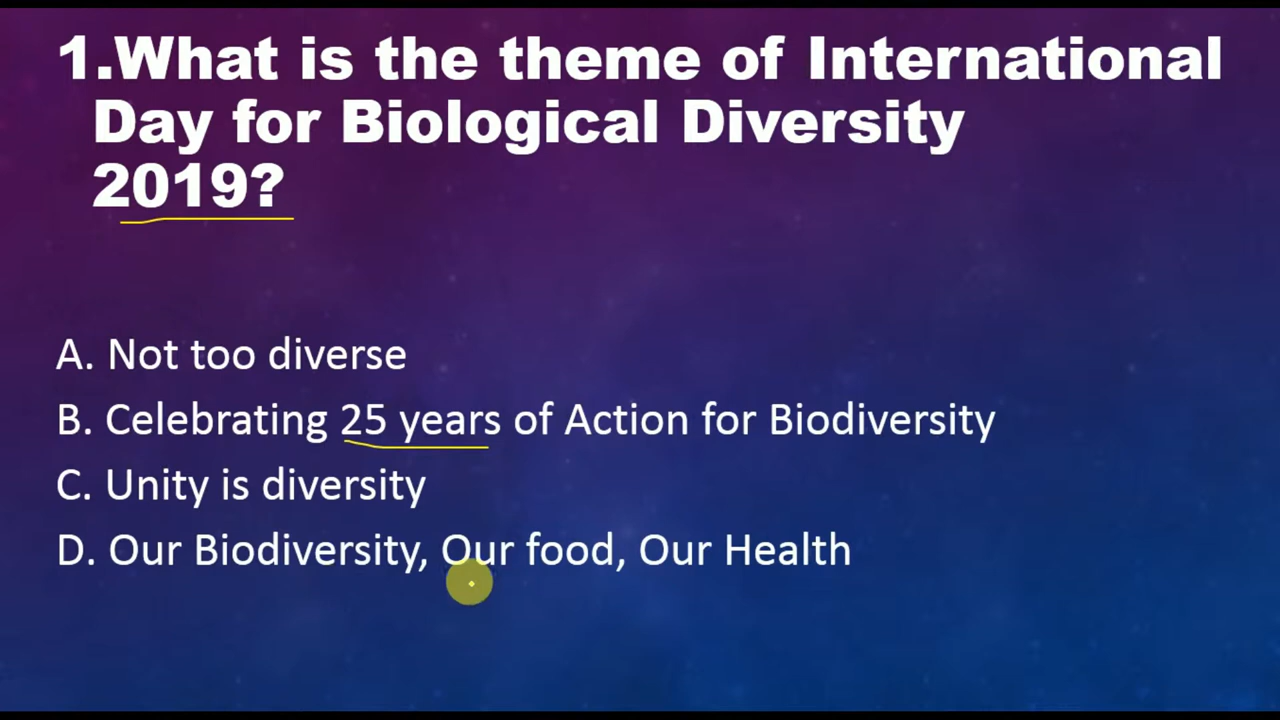 1.What is the theme of International
Day for Biological Diversity
2019?
A. Not too diverse
B. Celebrating 25 years of Action for Biodiversity
C. Unity is diversity
D. Our Biodiversity, Our food, Our Health